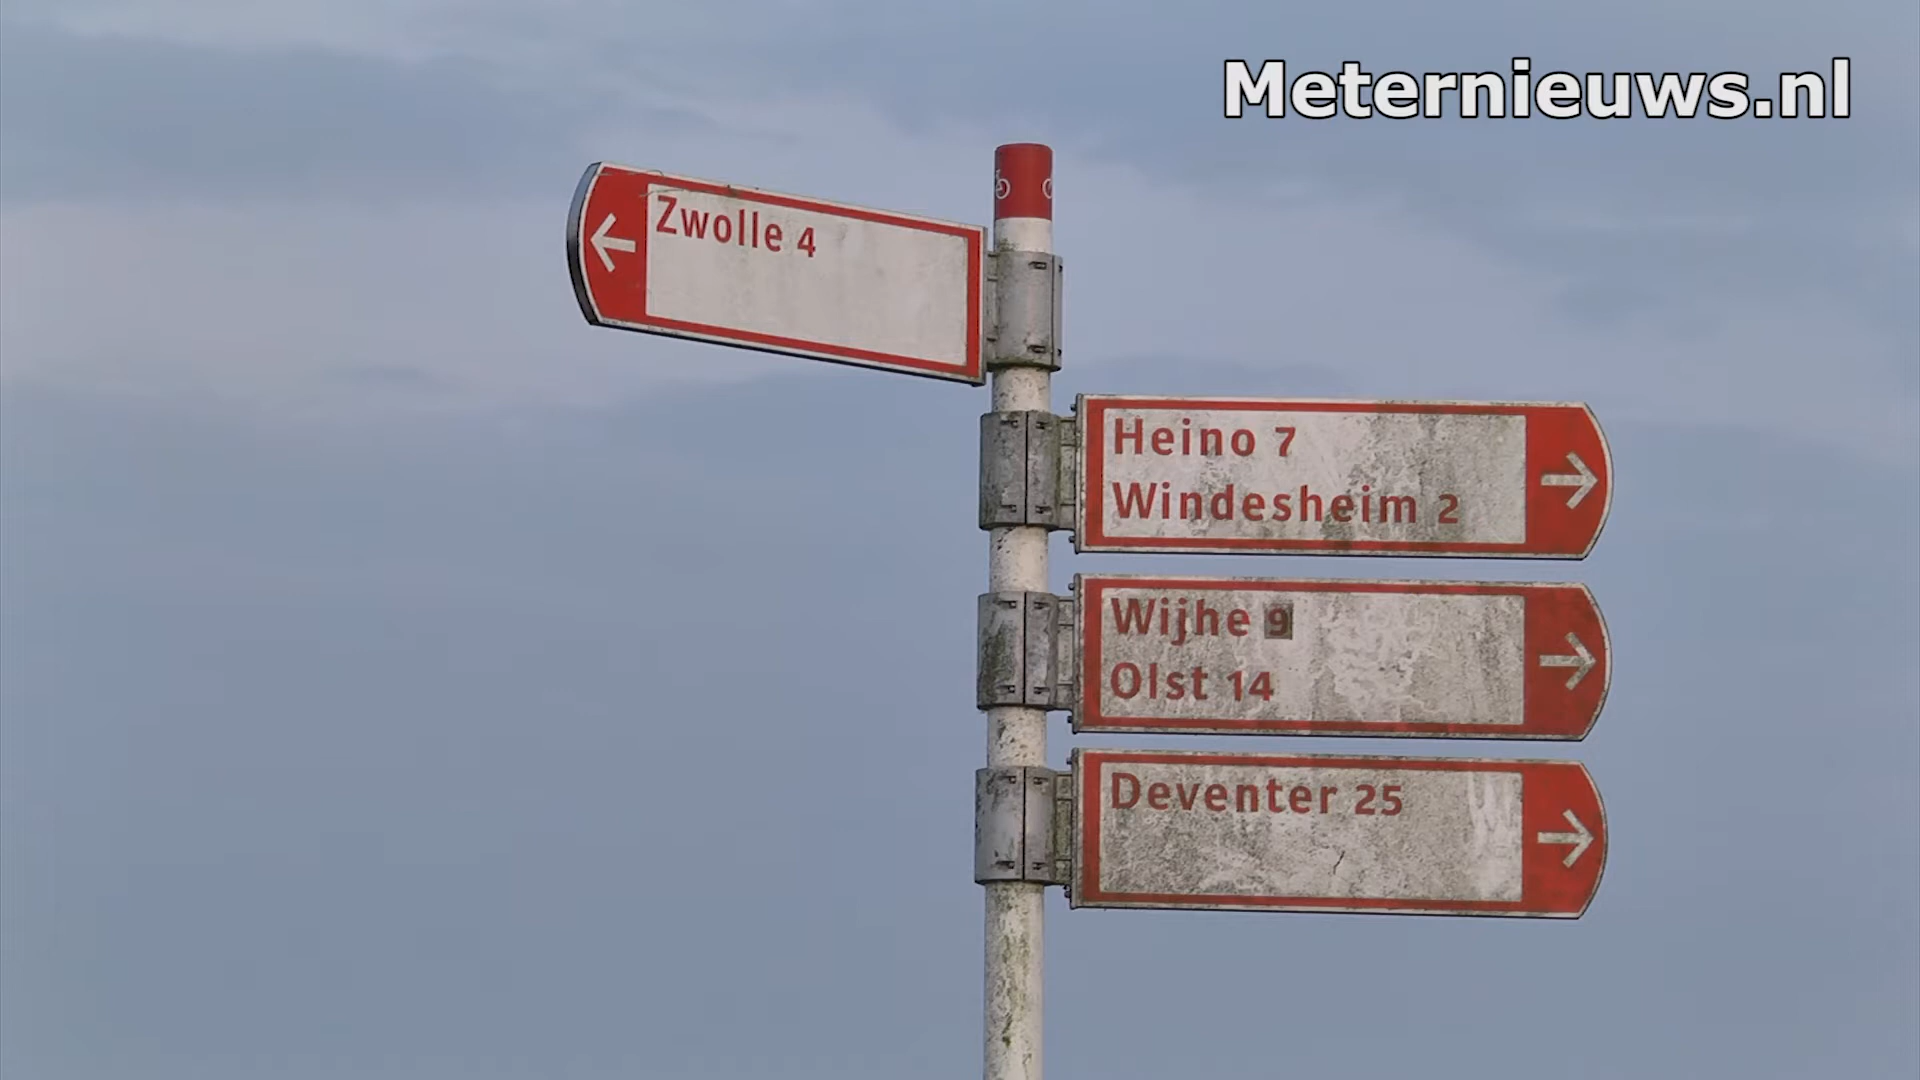 Meternieuws.nl
Zwolle 4
Heino 7
Windesheim 2
Wijhe 9
Olst 14
Deventer 25